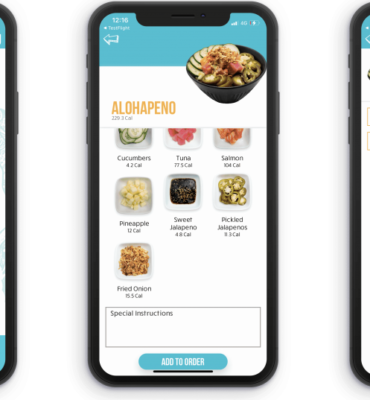 12:16
4G
TestFlight
ALOHAPENO
229.3 Cal
Cucumbers
4.2 Cal
Tuna
77.5 Cal
Salmon
104 Cal
Pineapple
12 Cal
Sweet
Jalapeno
4.8 Cal
Pickled
Jalapenos
9.3 Cal
Fried Onion
15.5 Cal
Special Instructions
ADD TO ORDER